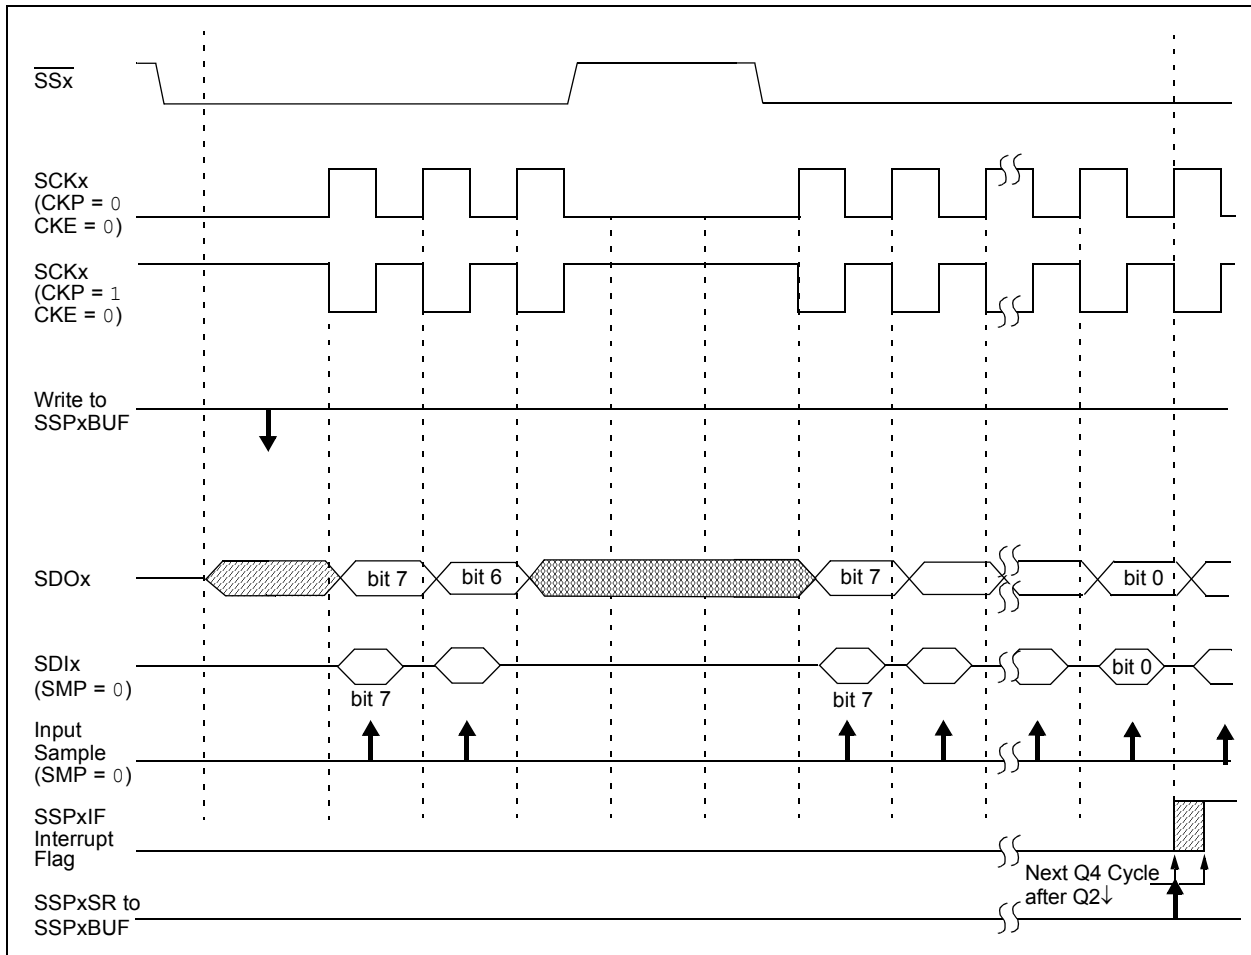 SSx
SCKx
(CKP = 0
CKE = 0)
SCKx
(CKP = 1
CKE = 0)
Write to
SSPxBUF
SDOx
bit 7
bit 6
bit 7
bit 0
SDIx
(SMP = 0)
bit 7
bit 7
bit 0
Input
Sample
(SMP = 0)
SSPxIF
Interrupt
Flag
Next Q4 Cycle
after Q2↓
SSPxSR to
SSPxBUF